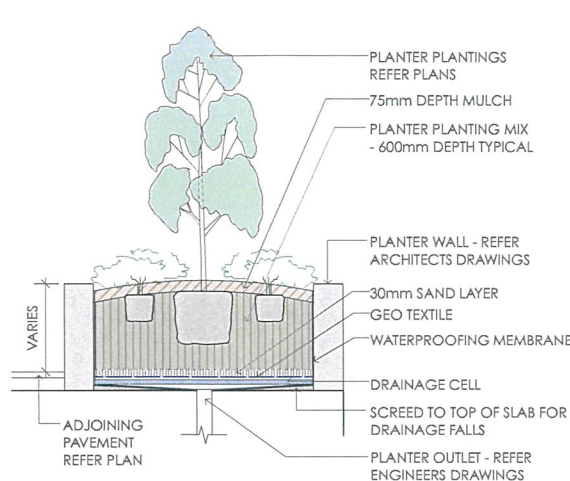 PLANTER PLANTINGS
REFER PLANS
75mm DEPTH MULCH
PLANTER PLANTING MIX
- 600mm DEPTH TYPICAL
PLANTER WALL - REFER
ARCHITECTS DRAWINGS
30mm SAND LAYER
GEO TEXTILE
WATERPROOFING MEMBRANE
DRAINAGE CELL
SCREED TO TOP OF SLAB FOR
DRAINAGE FALLS
PLANTER OUTLET - REFER
ENGINEERS DRAWINGS
VARIES
ADJOINING
PAVEMENT
REFER PLAN